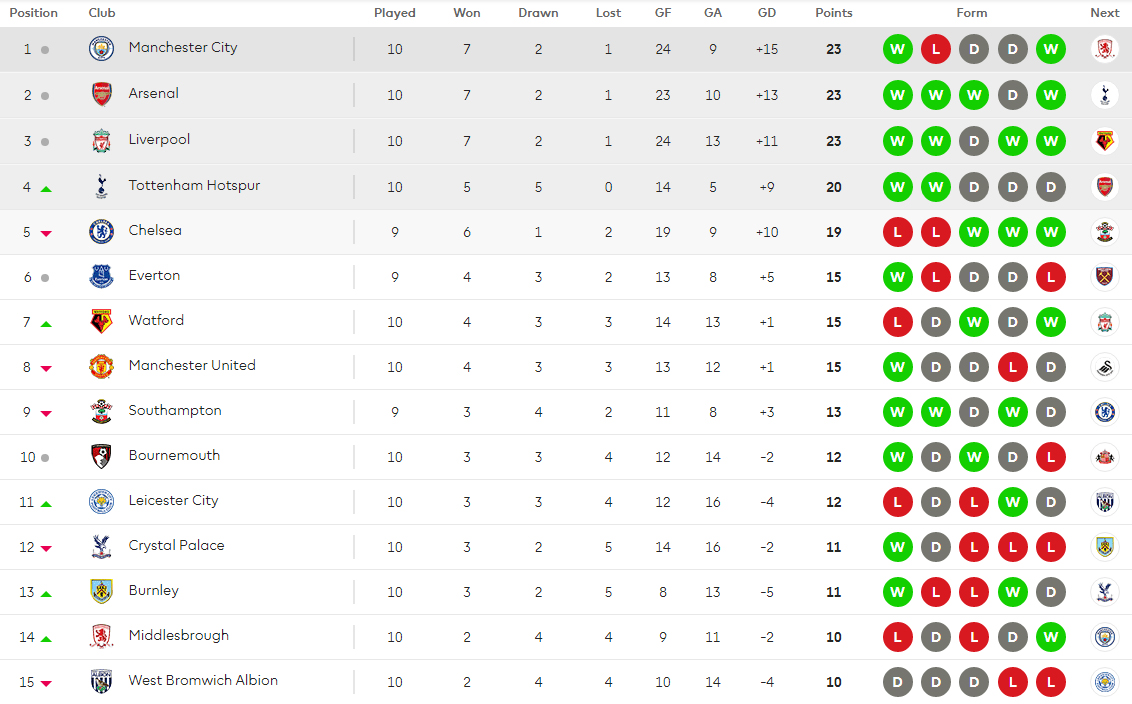 Position Club Played Won Drawn Lost GF GA GD Points Form Next
1 Manchester City 10 7 2 1 24 9 +15 23 W L D D W
2 Arsenal 10 7 2 1 23 10 +13 23 W W W D W
3 Liverpool 10 7 2 1 24 13 +11 23 W W D W W
4 Tottenham Hotspur 10 5 5 0 14 5 +9 20 W W D D D
5 Chelsea 9 6 1 2 19 9 +10 19 L L W W W
6 Everton 9 4 3 2 13 8 +5 15 W L D D L
7 Watford 10 4 3 3 14 13 +1 15 L D W D W
8 Manchester United 10 4 3 3 13 12 +1 15 W D D L D
9 Southampton 9 3 4 2 11 8 +3 13 W W D W D
10 Bournemouth 10 3 3 4 12 14 -2 12 W D W D L
11 Leicester City 10 3 3 4 12 16 -4 12 L D L W D
12 Crystal Palace 10 3 2 5 14 16 -2 11 W D L L L
13 Burnley 10 3 2 5 8 13 -5 11 W L L W D
14 Middlesbrough 10 2 4 4 9 11 -2 10 L D L D W
15 West Bromwich Albion 10 2 4 4 10 14 -4 10 D D D L L